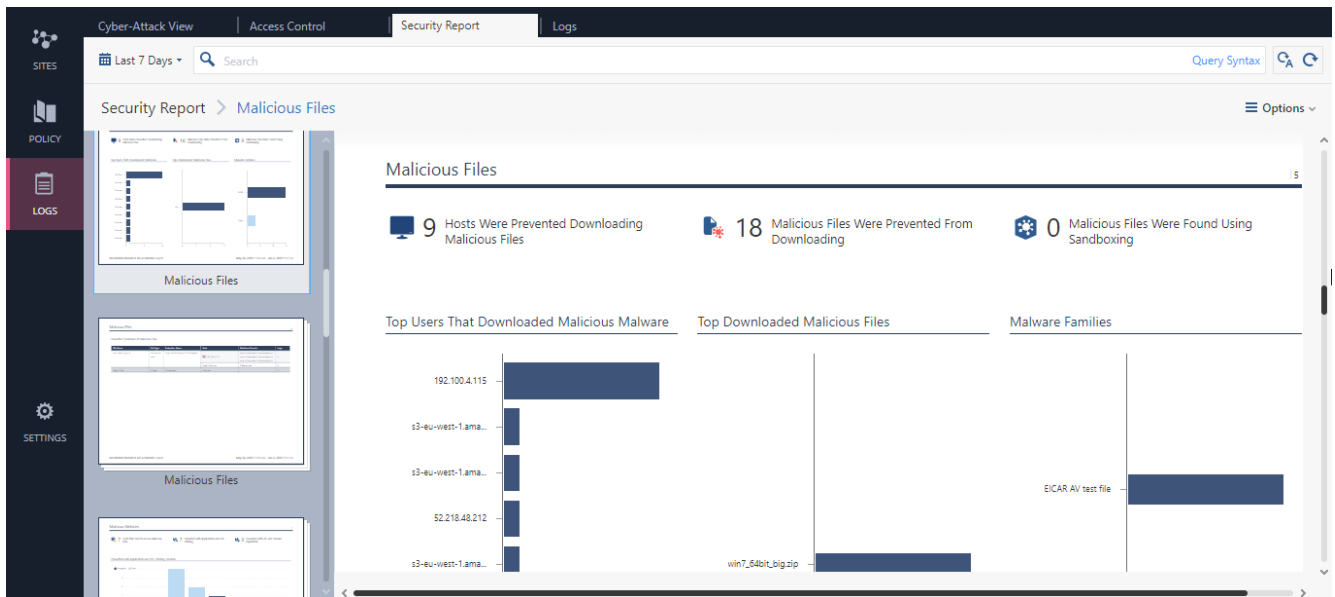 Cyber-Attack View
Access Control
Security Report
Logs
SITES
POLICY
LOGS
SETTINGS
Last 7 Days
Search
Query Syntax
Security Report
Malicious Files
Options
Malicious Files
Malicious Files
Malicious Files
5
9 Hosts Were Prevented Downloading
Malicious Files
18 Malicious Files Were Prevented From
Downloading
0 Malicious Files Were Found Using
Sandboxing
Top Users That Downloaded Malicious Malware
192.100.4.115
s3-eu-west-1.ama...
s3-eu-west-1.ama...
52.218.48.212
s3-eu-west-1.ama...
Top Downloaded Malicious Files
win7_64bit_big.zip
Malware Families
EICAR AV test file